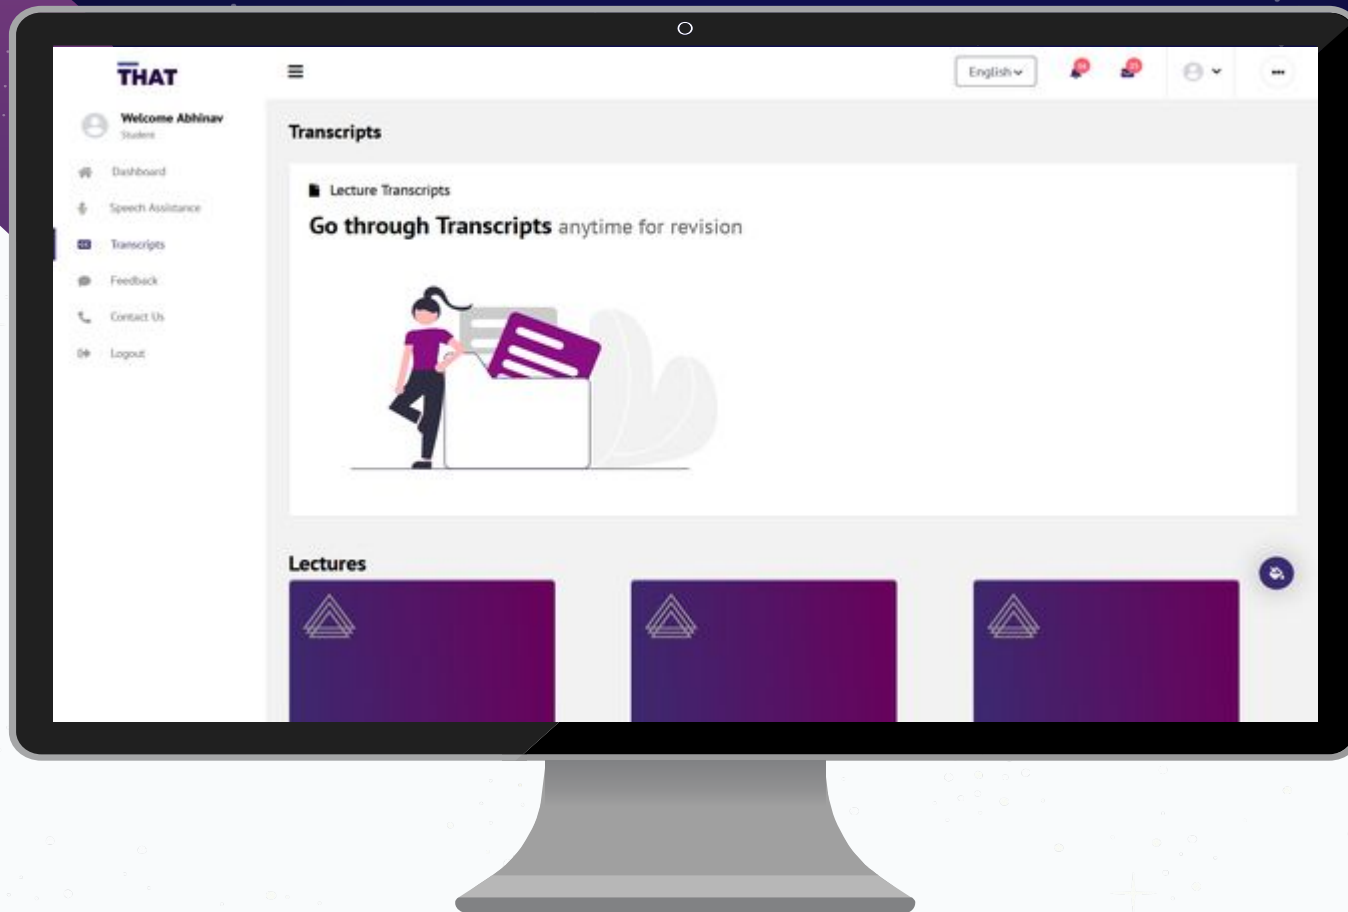 THAT
English
Welcome Abhinav
Student
Dashboard
Speech Assistance
Transcripts
Feedback
Contact Us
Logout
Transcripts
Lecture Transcripts
Go through Transcripts anytime for revision
Lectures